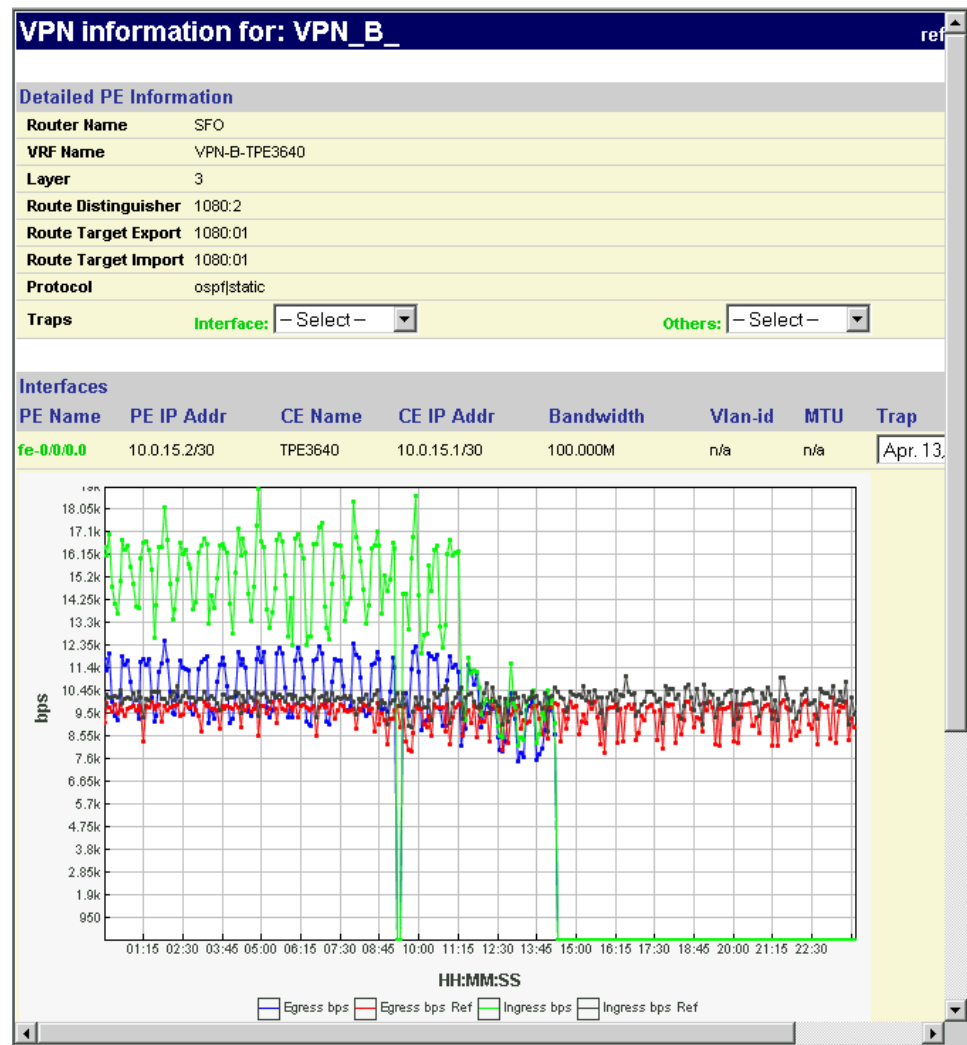 VPN information for: VPN_B_ ref
Detailed PE Information
Router Name SFO
VRF Name VPN-B-TPE3640
Layer 3
Route Distinguisher 1080:2
Route Target Export 1080:01
Route Target Import 1080:01
Protocol ospf|static
Traps Interface: -- Select -- Others: -- Select --
Interfaces
PE Name PE IP Addr CE Name CE IP Addr Bandwidth Vlan-id MTU Trap
fe-0/0/0.0 10.0.15.2/30 TPE3640 10.0.15.1/30 100.000M n/a n/a Apr. 13,
19k
18.05k
17.1k
16.15k
15.2k
14.25k
13.3k
12.35k
11.4k
10.45k
9.5k
8.55k
7.6k
6.65k
5.7k
4.75k
3.8k
2.85k
1.9k
950
bps
01:15 02:30 03:45 05:00 06:15 07:30 08:45 10:00 11:15 12:30 13:45 15:00 16:15 17:30 18:45 20:00 21:15 22:30
HH:MM:SS
Egress bps Egress bps Ref Ingress bps Ingress bps Ref